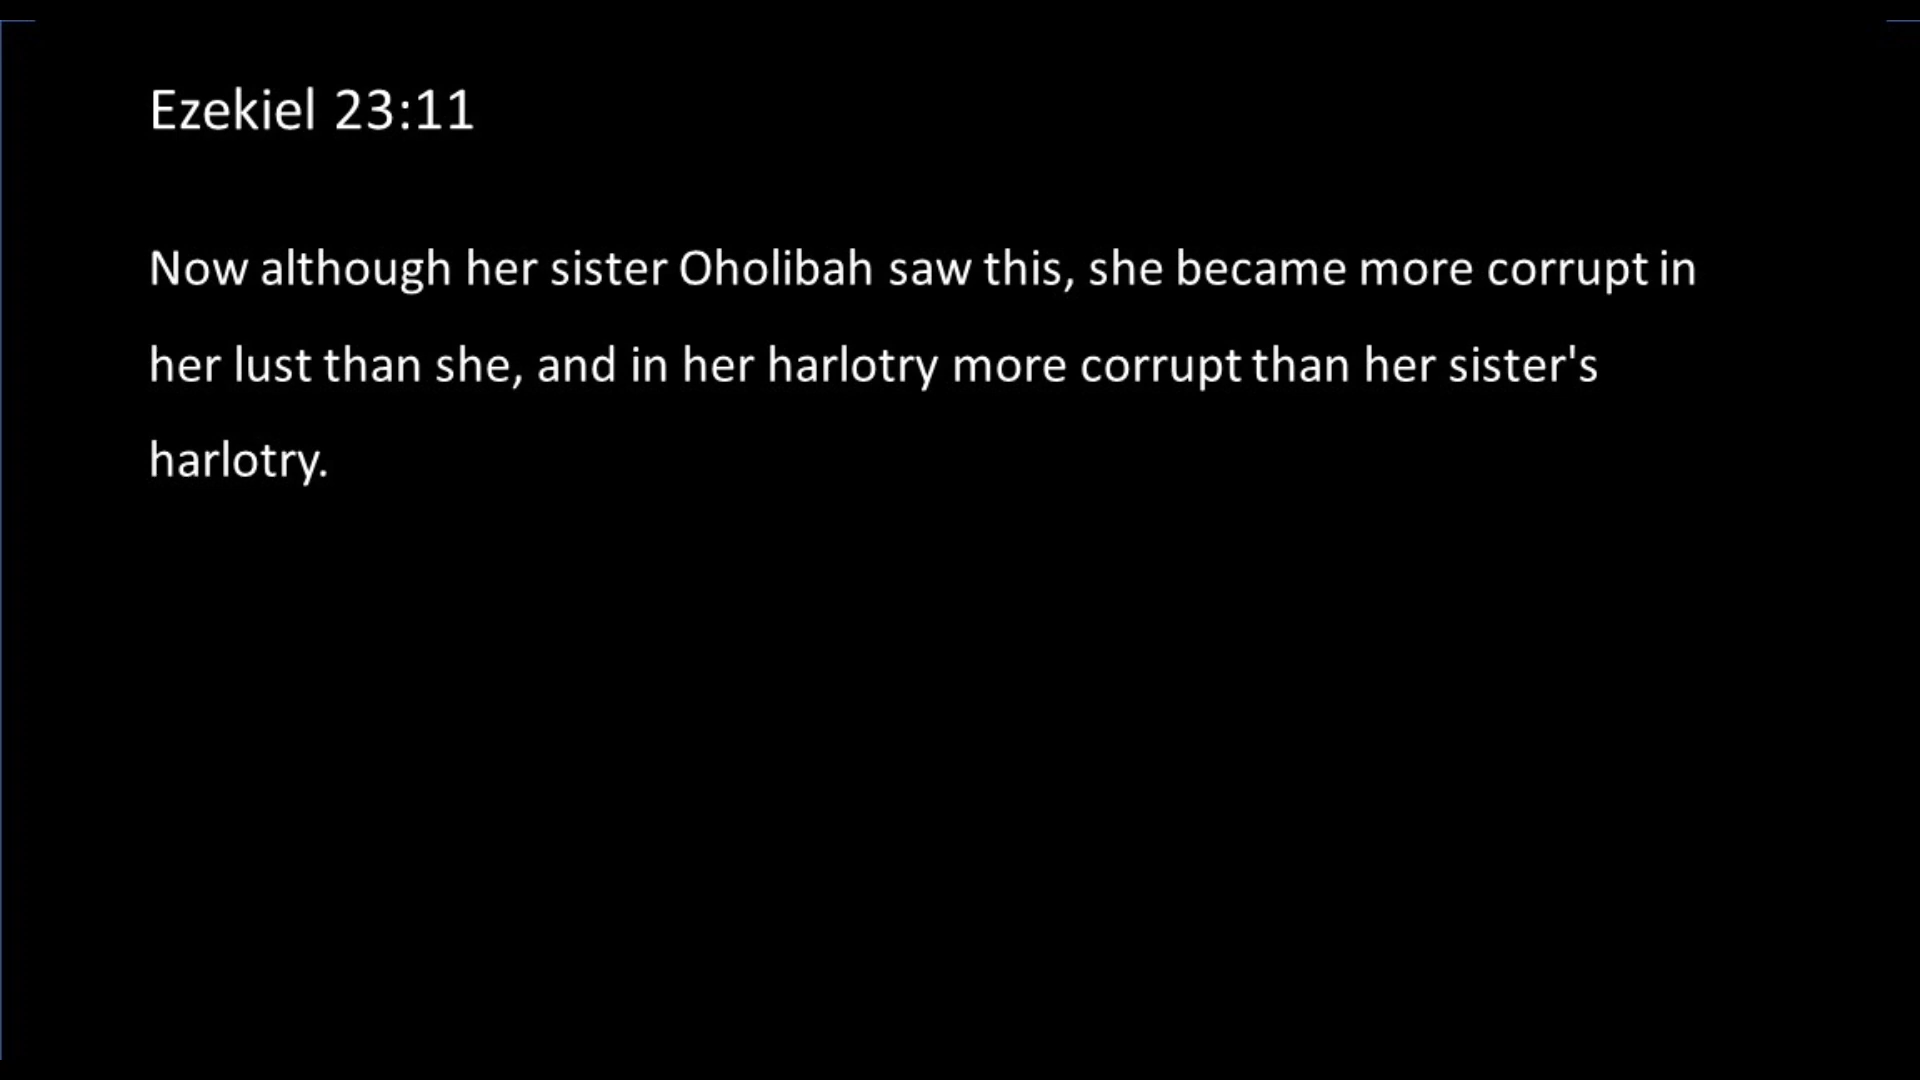 Ezekiel 23:11
Now although her sister Oholibah saw this, she became more corrupt in
her lust than she, and in her harlotry more corrupt than her sister's
harlotry.